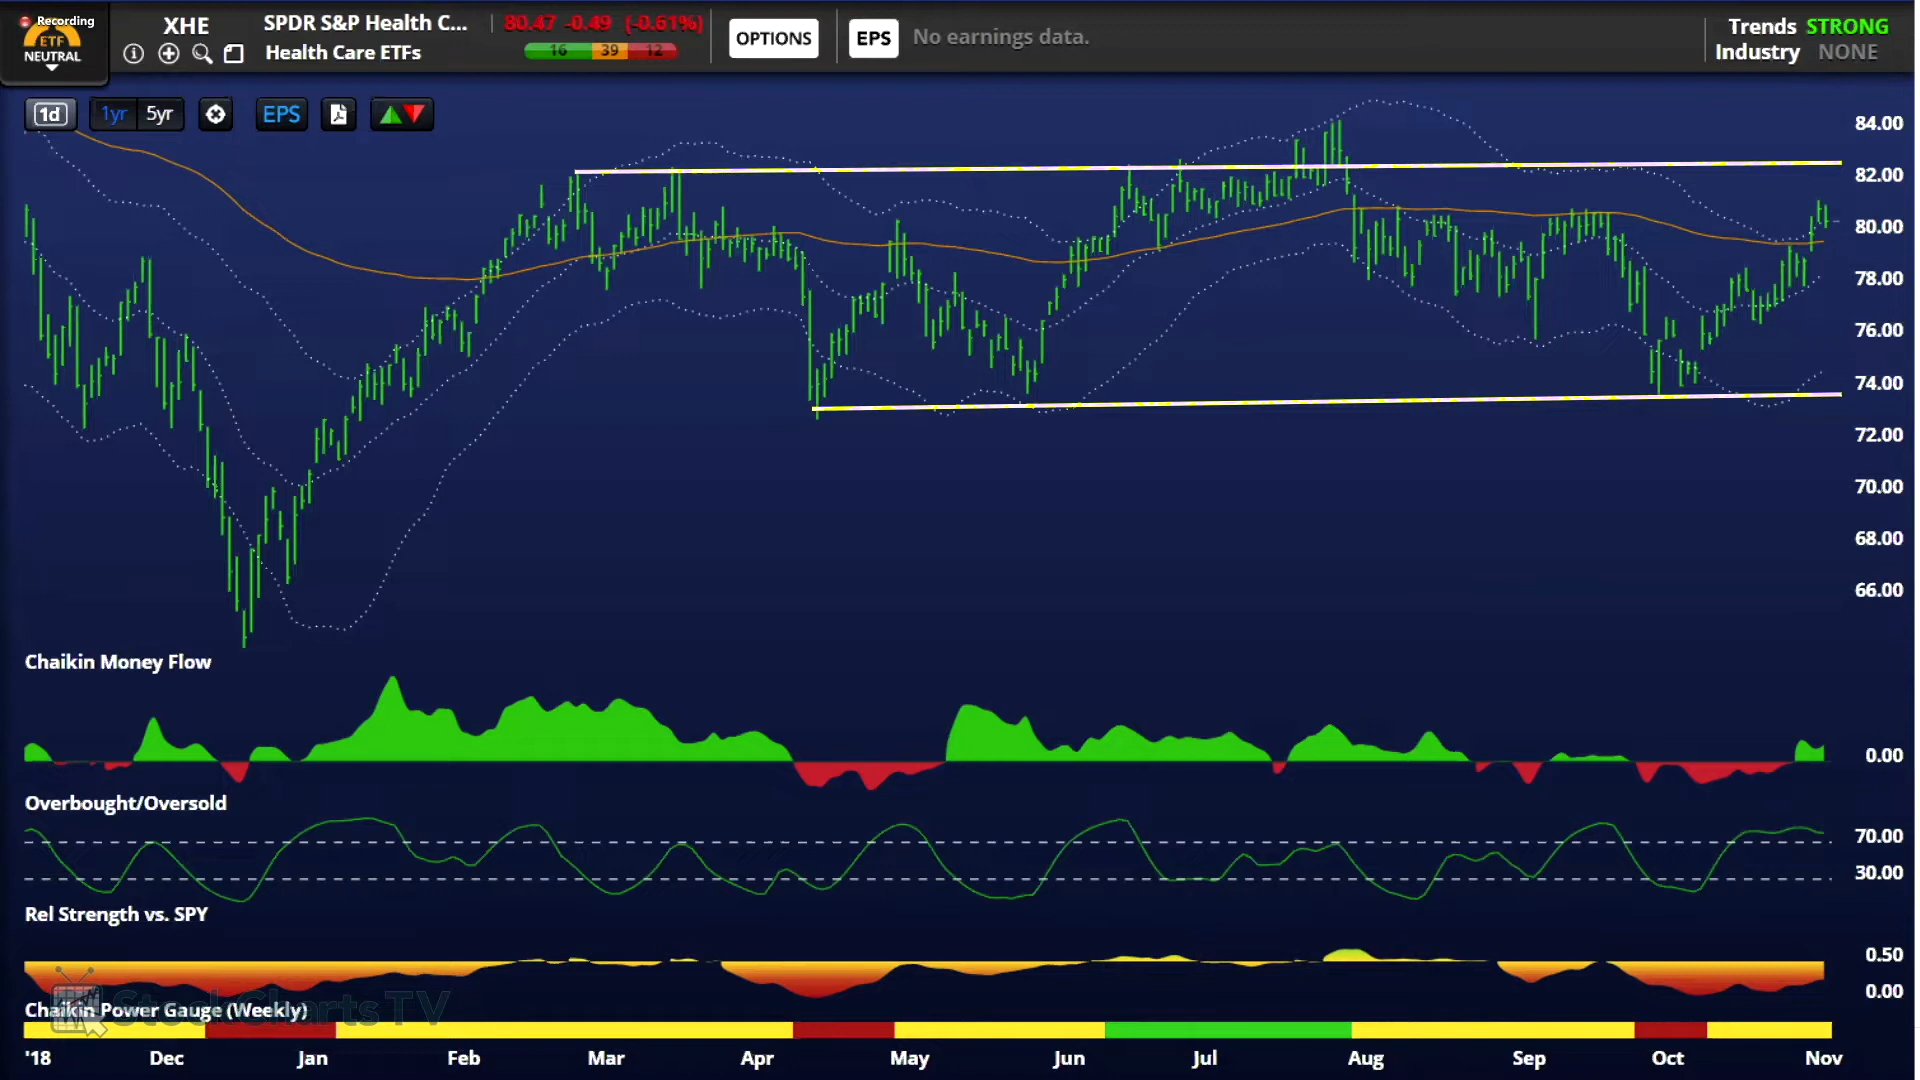 Recording
ETF
NEUTRAL
XHE
SPDR S&P Health C...
80.47 -0.49 (-0.61%)
Health Care ETFs
16 39 12
OPTIONS
EPS
No earnings data.
Trends STRONG
Industry NONE
1d
1yr 5yr
EPS
84.00
82.00
80.00
78.00
76.00
74.00
72.00
70.00
68.00
66.00
Chaikin Money Flow
0.00
Overbought/Oversold
70.00
30.00
Rel Strength vs. SPY
0.50
0.00
StockCharts TV
Chaikin Power Gauge (Weekly)
'18 Dec Jan Feb Mar Apr May Jun Jul Aug Sep Oct Nov